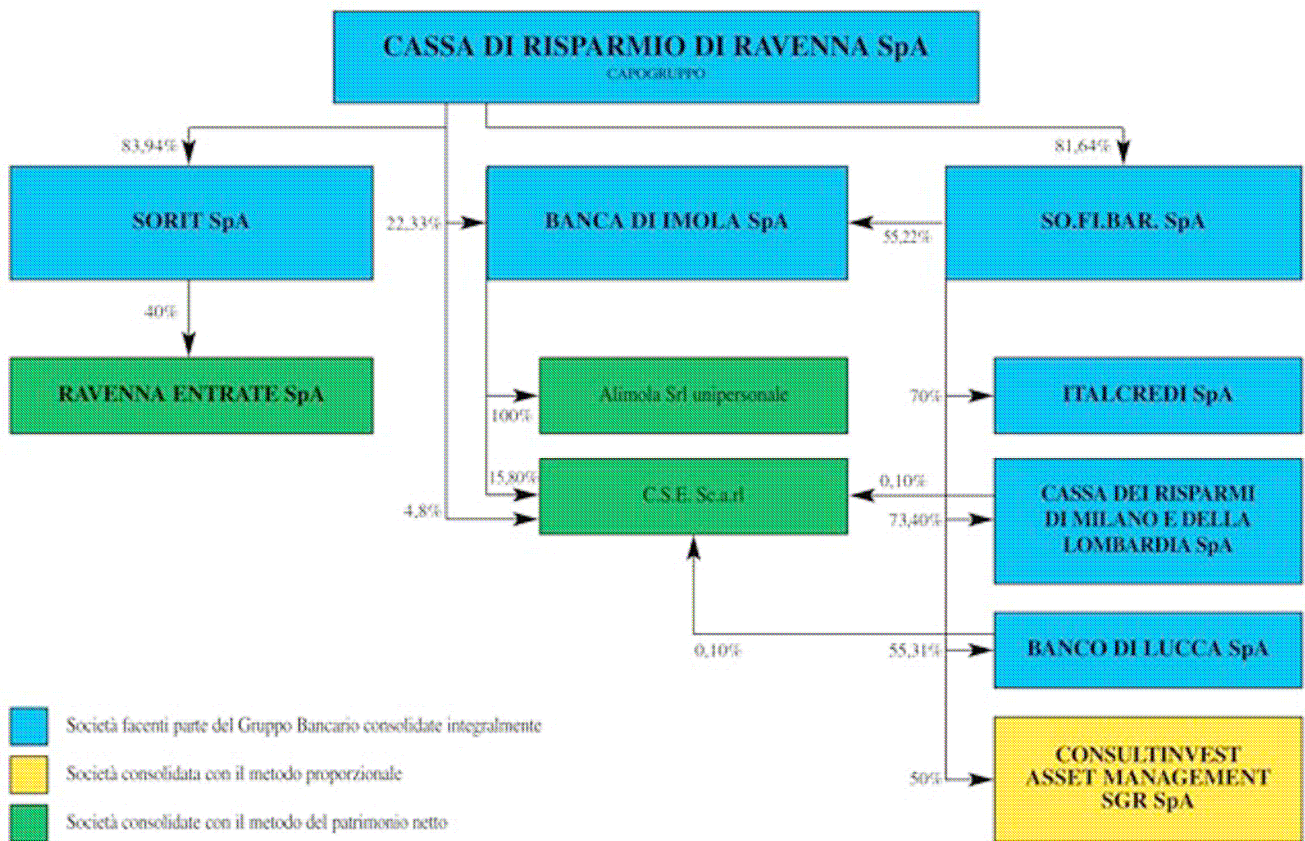 CASSA DI RISPARMIO DI RAVENNA SpA
CAPOGRUPPO
83,94%
81,64%
SORIT SpA
22,33%
BANCA DI IMOLA SpA
55,22%
SO.FI.BAR. SpA
40%
RAVENNA ENTRATE SpA
100%
Alimola Srl unipersonale
70%
ITALCREDI SpA
15,80%
4,8%
C.S.E. Sc.a.rl
0,10%
73,40%
CASSA DEI RISPARMI
DI MILANO E DELLA
LOMBARDIA SpA
0,10%
55,31%
BANCO DI LUCCA SpA
50%
CONSULTINVEST
ASSET MANAGEMENT
SGR SpA
Società facenti parte del Gruppo Bancario consolidate integralmente
Società consolidata con il metodo proporzionale
Società consolidate con il metodo del patrimonio netto